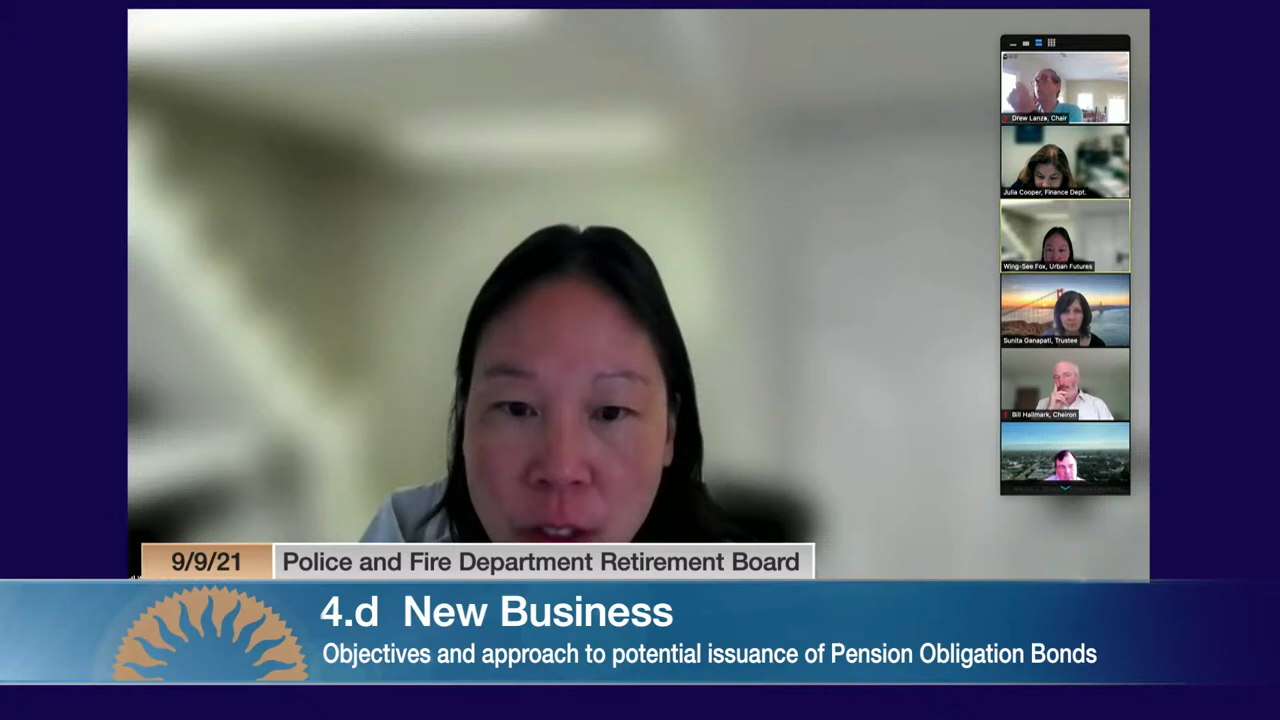 Drew Lanza, Chair
Julia Cooper, Finance Dept.
Wing-See Fox, Urban Futures
Sunita Ganapati, Trustee
Bill Hallmark, Cheiron
9/9/21 Police and Fire Department Retirement Board
4.d New Business
Objectives and approach to potential issuance of Pension Obligation Bonds